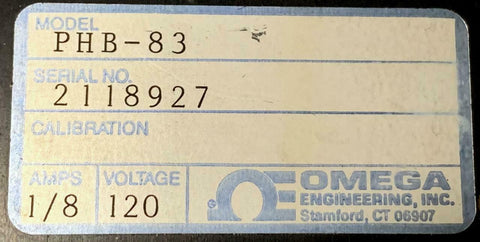 MODEL
PHB-83
SERIAL NO.
2118927
CALIBRATION
AMPS VOLTAGE
1/8 120
OMEGA
ENGINEERING, INC.
Stamford, CT 06907